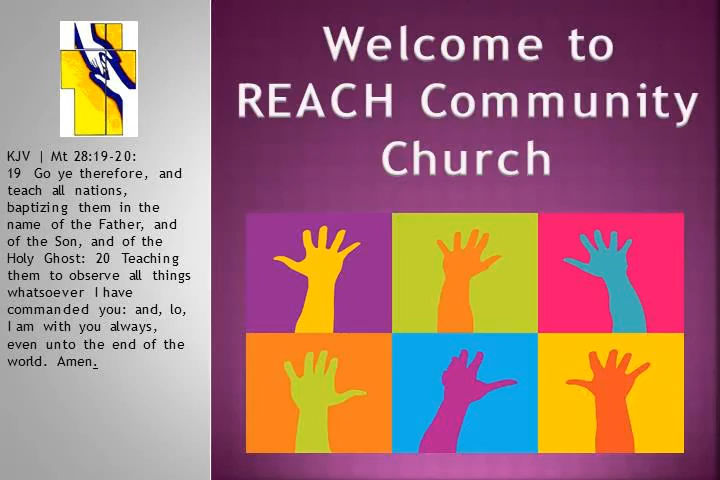 Welcome to
REACH Community
Church
KJV | Mt 28:19-20:
19 Go ye therefore, and
teach all nations,
baptizing them in the
name of the Father, and
of the Son, and of the
Holy Ghost: 20 Teaching
them to observe all things
whatsoever I have
commanded you: and, lo,
I am with you always,
even unto the end of the
world. Amen.